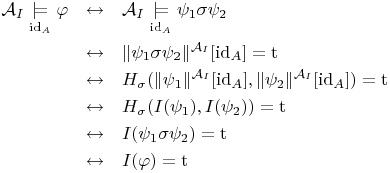 𝒜_I ⊨_{id_A} φ ↔ 𝒜_I ⊨_{id_A} ψ₁σψ₂
↔ ‖ψ₁σψ₂‖^{𝒜_I}[id_A] = t
↔ H_σ(‖ψ₁‖^{𝒜_I}[id_A], ‖ψ₂‖^{𝒜_I}[id_A]) = t
↔ H_σ(I(ψ₁), I(ψ₂)) = t
↔ I(ψ₁σψ₂) = t
↔ I(φ) = t